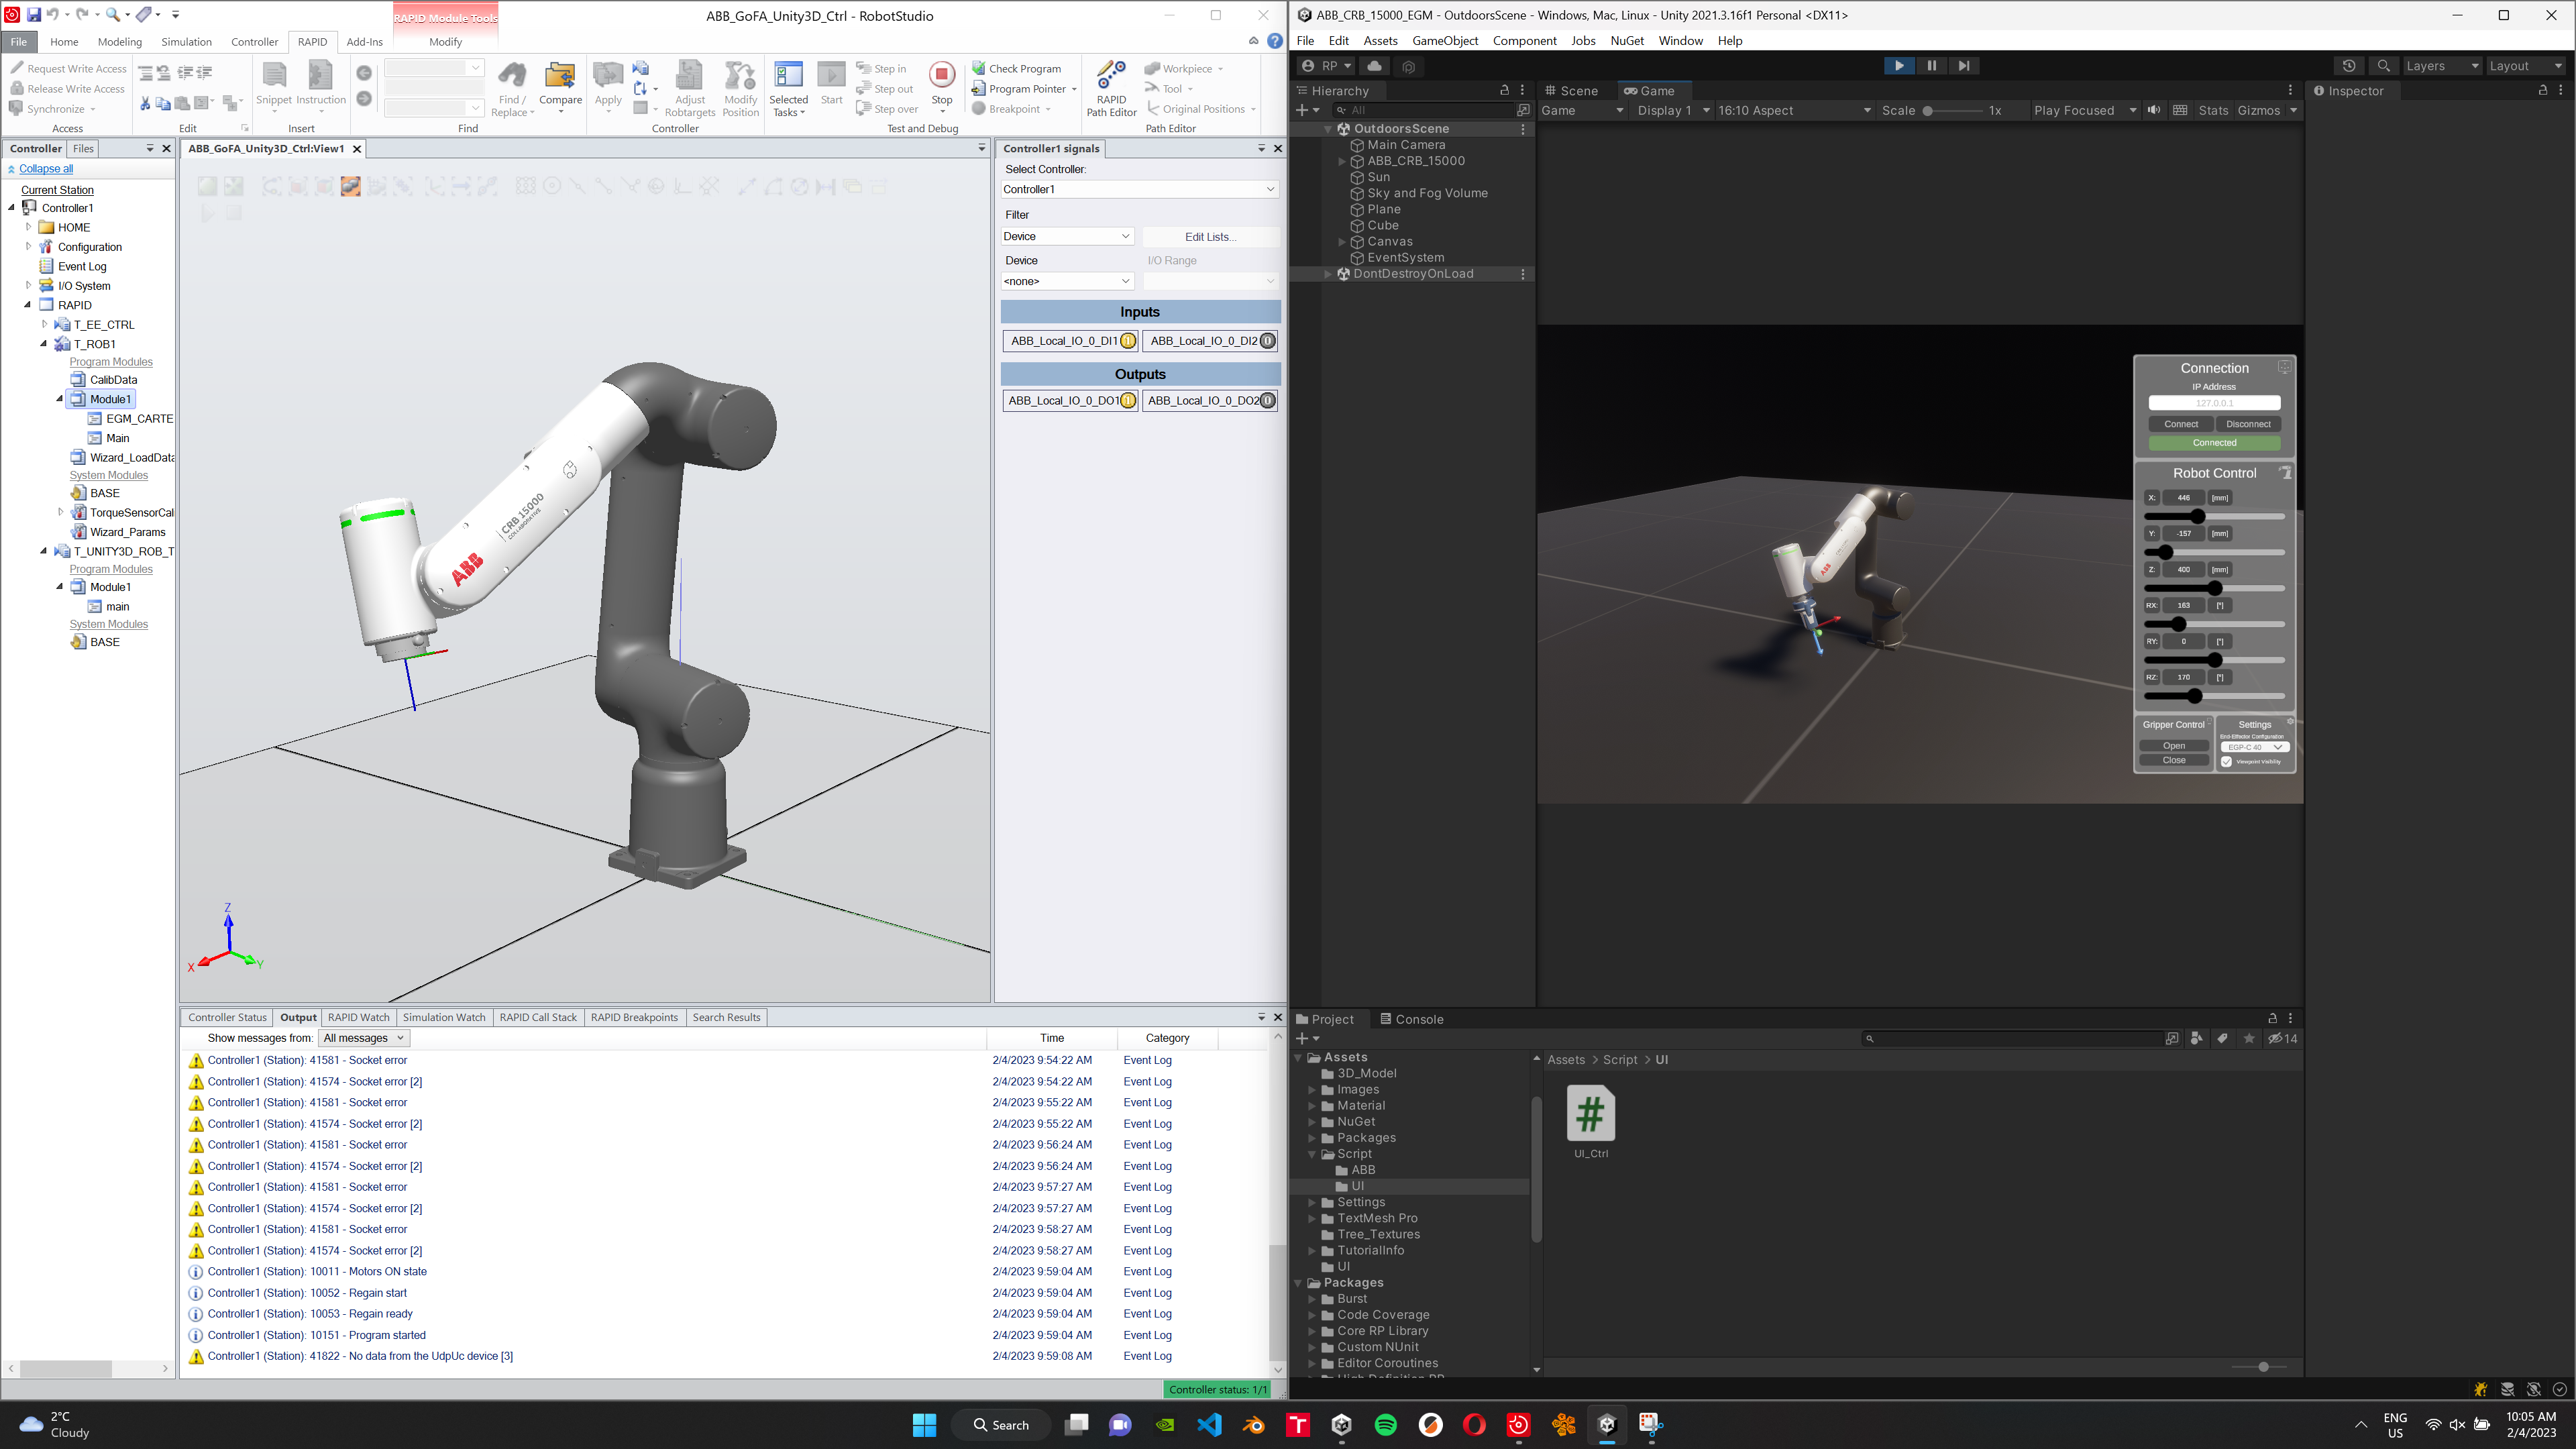 ABB_GoFA_Unity3D_Ctrl - RobotStudio
RAPID Module Tools
File Home Modeling Simulation Controller RAPID Add-Ins Modify
Request Write Access
Release Write Access
Synchronize
Access
Edit
Snippet Instruction
Insert
Find / Replace
Compare
Find
Apply
Adjust Robtargets
Modify Position
Controller
Selected Tasks
Start
Step in
Step out
Step over
Stop
Check Program
Program Pointer
Breakpoint
Test and Debug
RAPID Path Editor
Workpiece
Tool
Original Positions
Path Editor
Controller Files
Collapse all
Current Station
Controller1
HOME
Configuration
Event Log
I/O System
RAPID
T_EE_CTRL
T_ROB1
Program Modules
CalibData
Module1
EGM_CARTE
Main
Wizard_LoadData
System Modules
BASE
TorqueSensorCal
Wizard_Params
T_UNITY3D_ROB_T
Program Modules
Module1
main
System Modules
BASE
ABB_GoFA_Unity3D_Ctrl:View1
CRB 15000
COLLABORATIVE
ABB
Z
X
Y
Controller1 signals
Select Controller:
Controller1
Filter
Device
Edit Lists...
Device I/O Range
<none>
Inputs
ABB_Local_IO_0_DI1 1 ABB_Local_IO_0_DI2 0
Outputs
ABB_Local_IO_0_DO1 1 ABB_Local_IO_0_DO2 0
Controller Status Output RAPID Watch Simulation Watch RAPID Call Stack RAPID Breakpoints Search Results
Show messages from: All messages Time Category
Controller1 (Station): 41581 - Socket error 2/4/2023 9:54:22 AM Event Log
Controller1 (Station): 41574 - Socket error [2] 2/4/2023 9:54:22 AM Event Log
Controller1 (Station): 41581 - Socket error 2/4/2023 9:55:22 AM Event Log
Controller1 (Station): 41574 - Socket error [2] 2/4/2023 9:55:22 AM Event Log
Controller1 (Station): 41581 - Socket error 2/4/2023 9:56:24 AM Event Log
Controller1 (Station): 41574 - Socket error [2] 2/4/2023 9:56:24 AM Event Log
Controller1 (Station): 41581 - Socket error 2/4/2023 9:57:27 AM Event Log
Controller1 (Station): 41574 - Socket error [2] 2/4/2023 9:57:27 AM Event Log
Controller1 (Station): 41581 - Socket error 2/4/2023 9:58:27 AM Event Log
Controller1 (Station): 41574 - Socket error [2] 2/4/2023 9:58:27 AM Event Log
Controller1 (Station): 10011 - Motors ON state 2/4/2023 9:59:04 AM Event Log
Controller1 (Station): 10052 - Regain start 2/4/2023 9:59:04 AM Event Log
Controller1 (Station): 10053 - Regain ready 2/4/2023 9:59:04 AM Event Log
Controller1 (Station): 10151 - Program started 2/4/2023 9:59:04 AM Event Log
Controller1 (Station): 41822 - No data from the UdpUc device [3] 2/4/2023 9:59:08 AM Event Log
Controller status: 1/1
ABB_CRB_15000_EGM - OutdoorsScene - Windows, Mac, Linux - Unity 2021.3.16f1 Personal <DX11>
File Edit Assets GameObject Component Jobs NuGet Window Help
RP
Layers Layout
Hierarchy
All
OutdoorsScene
Main Camera
ABB_CRB_15000
Sun
Sky and Fog Volume
Plane
Cube
Canvas
EventSystem
DontDestroyOnLoad
Scene Game
Game Display 1 16:10 Aspect Scale 1x Play Focused Stats Gizmos
Inspector
ABB
Connection
IP Address
127.0.0.1
Connect Disconnect
Connected
Robot Control
X: 446 [mm]
Y: -157 [mm]
Z: 400 [mm]
RX: 163 [°]
RY: 0 [°]
RZ: 170 [°]
Gripper Control
Open
Close
Settings
End-Effector Configuration
EGP-C 40
Viewpoint Visibility
Project Console
14
Assets
3D_Model
Images
Material
NuGet
Packages
Script
ABB
UI
Settings
TextMesh Pro
Tree_Textures
TutorialInfo
UI
Packages
Burst
Code Coverage
Core RP Library
Custom NUnit
Editor Coroutines
Assets > Script > UI
#
UI_Ctrl
2°C
Cloudy
Search
ENG
US
10:05 AM
2/4/2023